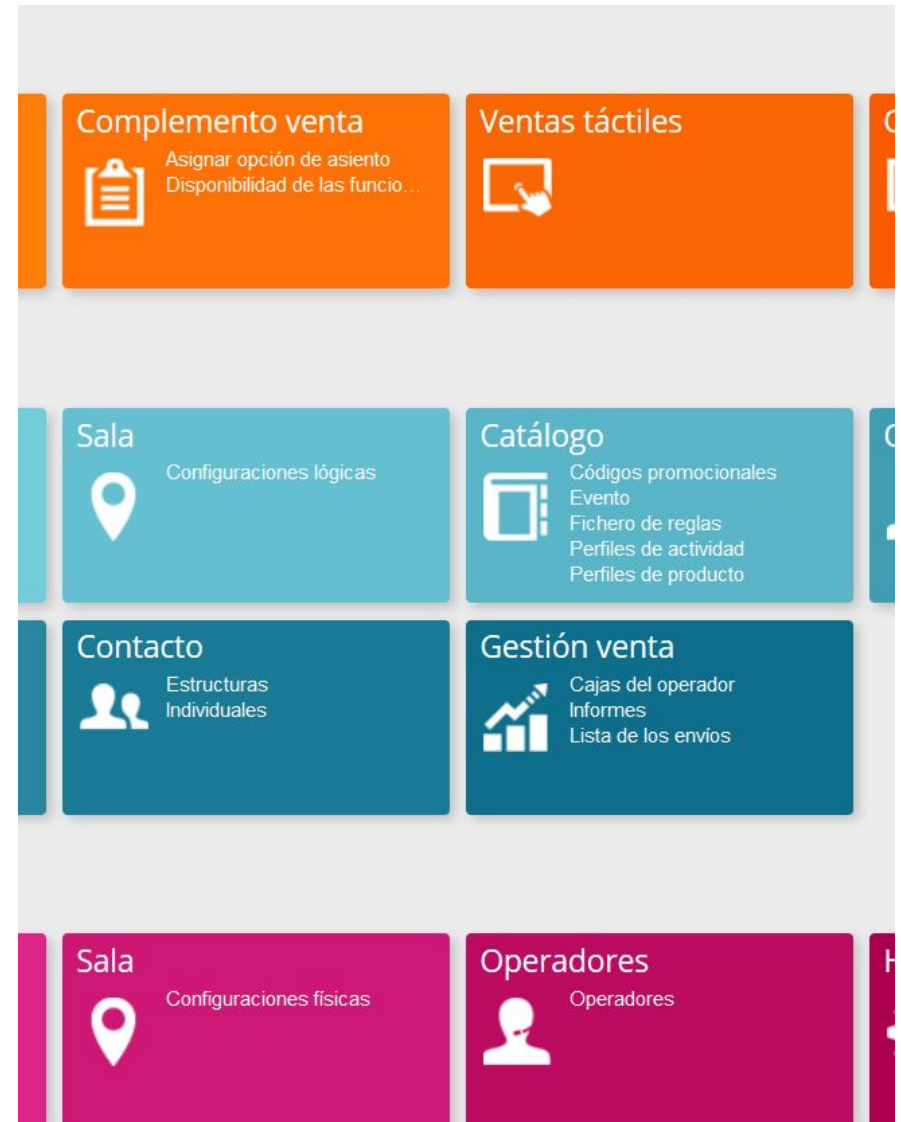 Complemento venta
Asignar opción de asiento
Disponibilidad de las funcio...
Ventas táctiles
Sala
Configuraciones lógicas
Catálogo
Códigos promocionales
Evento
Fichero de reglas
Perfiles de actividad
Perfiles de producto
Contacto
Estructuras
Individuales
Gestión venta
Cajas del operador
Informes
Lista de los envíos
Sala
Configuraciones físicas
Operadores
Operadores